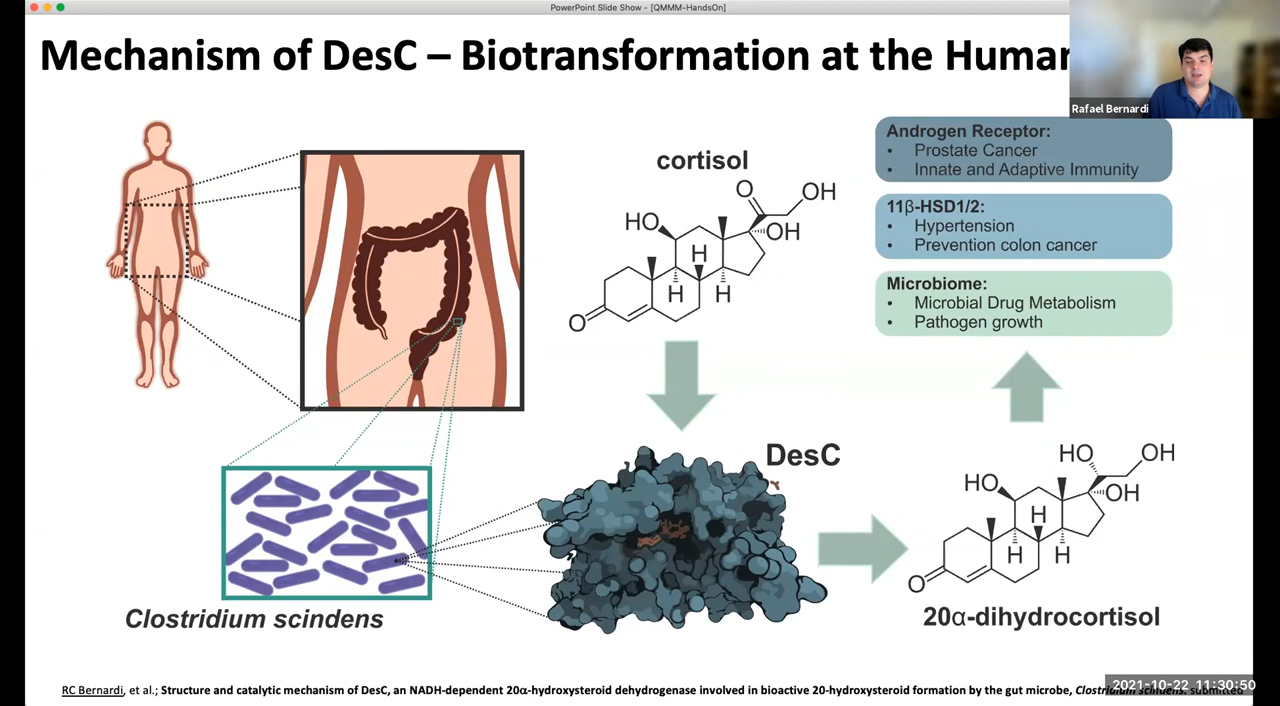 PowerPoint Slide Show - [QMMM-HandsOn]
Mechanism of DesC – Biotransformation at the Human
Rafael Bernardi
Androgen Receptor:
• Prostate Cancer
• Innate and Adaptive Immunity
cortisol
O
OH
HO
OH
H
H
H
O
11β-HSD1/2:
• Hypertension
• Prevention colon cancer
Microbiome:
• Microbial Drug Metabolism
• Pathogen growth
DesC
HO
OH
HO
OH
H
H
H
O
Clostridium scindens
20α-dihydrocortisol
RC Bernardi, et al.; Structure and catalytic mechanism of DesC, an NADH-dependent 20α-hydroxysteroid dehydrogenase involved in bioactive 20-hydroxysteroid formation by the gut microbe, Clostridium scindens. submitted
2021-10-22 11:30:50